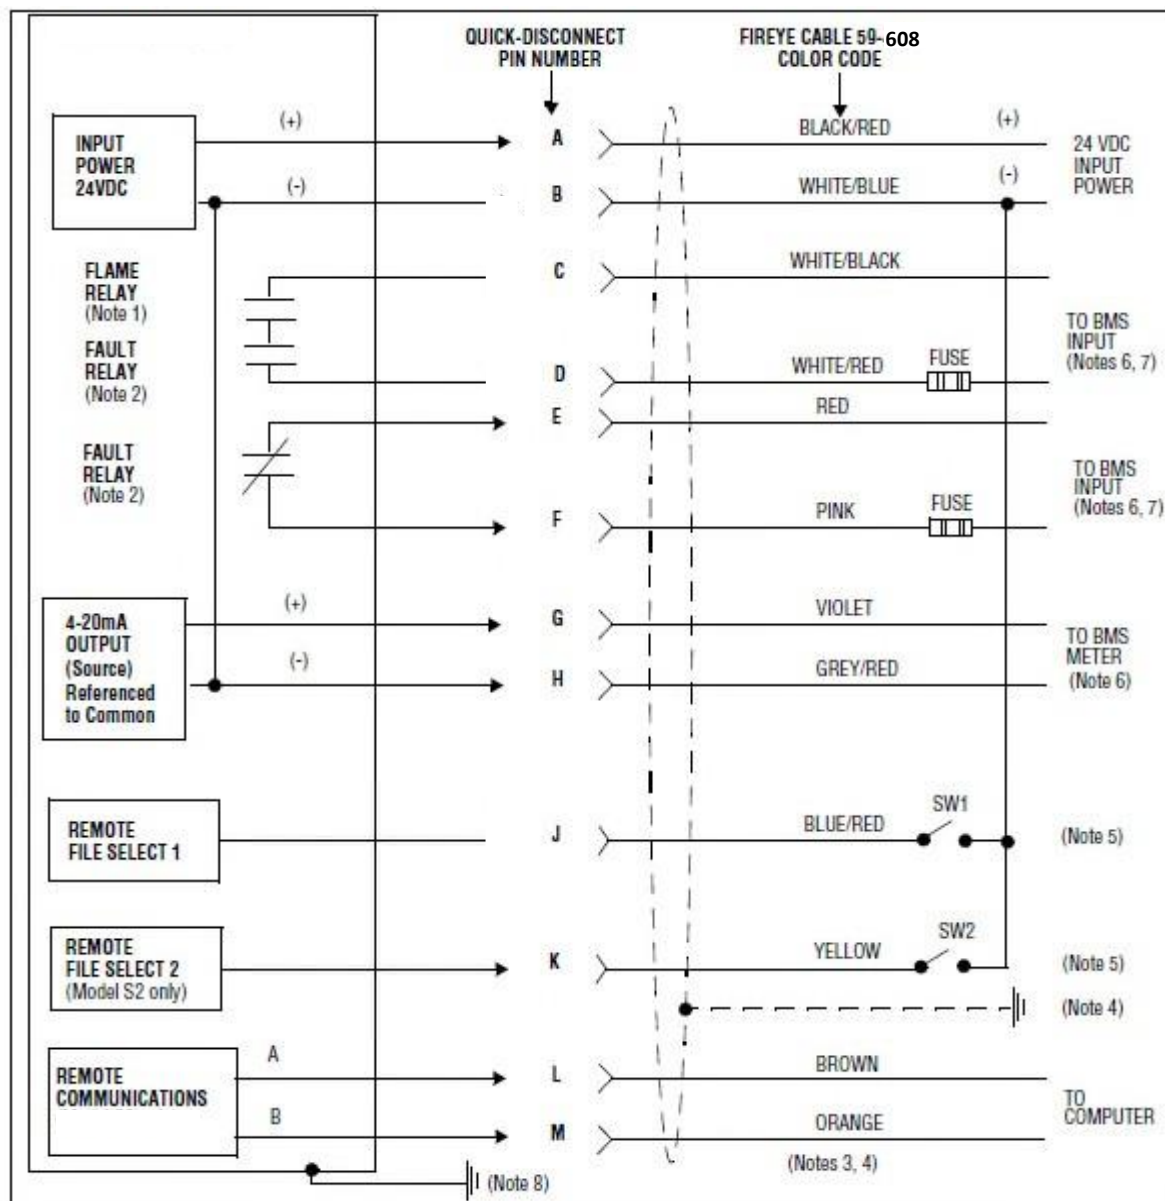 QUICK-DISCONNECT
PIN NUMBER
FIREYE CABLE 59-608
COLOR CODE
INPUT
POWER
24VDC
(+)
A
BLACK/RED
(+)
24 VDC
INPUT
POWER
(-)
B
WHITE/BLUE
(-)
FLAME
RELAY
(Note 1)
C
WHITE/BLACK
FAULT
RELAY
(Note 2)
D
WHITE/RED
FUSE
TO BMS
INPUT
(Notes 6, 7)
E
RED
FAULT
RELAY
(Note 2)
F
PINK
FUSE
TO BMS
INPUT
(Notes 6, 7)
4-20mA
OUTPUT
(Source)
Referenced
to Common
(+)
G
VIOLET
(-)
H
GREY/RED
TO BMS
METER
(Note 6)
REMOTE
FILE SELECT 1
J
BLUE/RED
SW1
(Note 5)
REMOTE
FILE SELECT 2
(Model S2 only)
K
YELLOW
SW2
(Note 5)
(Note 4)
REMOTE
COMMUNICATIONS
A
L
BROWN
B
M
ORANGE
TO
COMPUTER
(Notes 3, 4)
(Note 8)